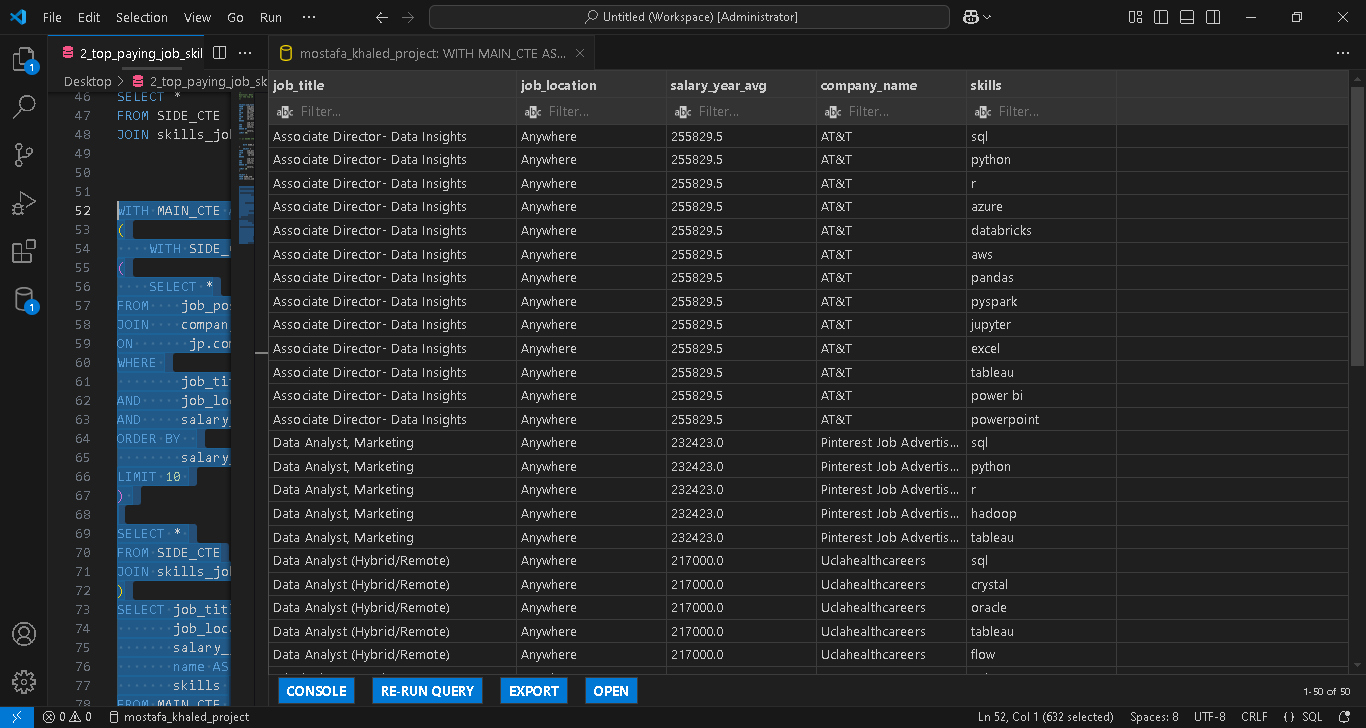 File Edit Selection View Go Run ··· Untitled (Workspace) [Administrator]
2_top_paying_job_skil ···
mostafa_khaled_project: WITH MAIN_CTE AS...
Desktop > 2_top_paying_job_sk
46 SELECT *
47 FROM SIDE_CTE
48 JOIN skills_jo
49
50
51
52 WITH MAIN_CTE
53 (
54 WITH SIDE_
55 (
56 SELECT *
57 FROM job_po
58 JOIN compan
59 ON jp.com
60 WHERE
61 job_tit
62 AND job_lo
63 AND salary_
64 ORDER BY
65 salary_
66 LIMIT 10
67 )
68
69 SELECT *
70 FROM SIDE_CTE
71 JOIN skills_jo
72 )
73 SELECT job_tit
74 job_loc
75 salary_
76 name AS
77 skills
78 FROM MAIN_CTE
job_title job_location salary_year_avg company_name skills
abc Filter... abc Filter... abc Filter... abc Filter... abc Filter...
Associate Director- Data Insights Anywhere 255829.5 AT&T sql
Associate Director- Data Insights Anywhere 255829.5 AT&T python
Associate Director- Data Insights Anywhere 255829.5 AT&T r
Associate Director- Data Insights Anywhere 255829.5 AT&T azure
Associate Director- Data Insights Anywhere 255829.5 AT&T databricks
Associate Director- Data Insights Anywhere 255829.5 AT&T aws
Associate Director- Data Insights Anywhere 255829.5 AT&T pandas
Associate Director- Data Insights Anywhere 255829.5 AT&T pyspark
Associate Director- Data Insights Anywhere 255829.5 AT&T jupyter
Associate Director- Data Insights Anywhere 255829.5 AT&T excel
Associate Director- Data Insights Anywhere 255829.5 AT&T tableau
Associate Director- Data Insights Anywhere 255829.5 AT&T power bi
Associate Director- Data Insights Anywhere 255829.5 AT&T powerpoint
Data Analyst, Marketing Anywhere 232423.0 Pinterest Job Advertis... sql
Data Analyst, Marketing Anywhere 232423.0 Pinterest Job Advertis... python
Data Analyst, Marketing Anywhere 232423.0 Pinterest Job Advertis... r
Data Analyst, Marketing Anywhere 232423.0 Pinterest Job Advertis... hadoop
Data Analyst, Marketing Anywhere 232423.0 Pinterest Job Advertis... tableau
Data Analyst (Hybrid/Remote) Anywhere 217000.0 Uclahealthcareers sql
Data Analyst (Hybrid/Remote) Anywhere 217000.0 Uclahealthcareers crystal
Data Analyst (Hybrid/Remote) Anywhere 217000.0 Uclahealthcareers oracle
Data Analyst (Hybrid/Remote) Anywhere 217000.0 Uclahealthcareers tableau
Data Analyst (Hybrid/Remote) Anywhere 217000.0 Uclahealthcareers flow
CONSOLE RE-RUN QUERY EXPORT OPEN 1-50 of 50
1
1
0 0 mostafa_khaled_project Ln 52, Col 1 (632 selected) Spaces: 8 UTF-8 CRLF {} SQL